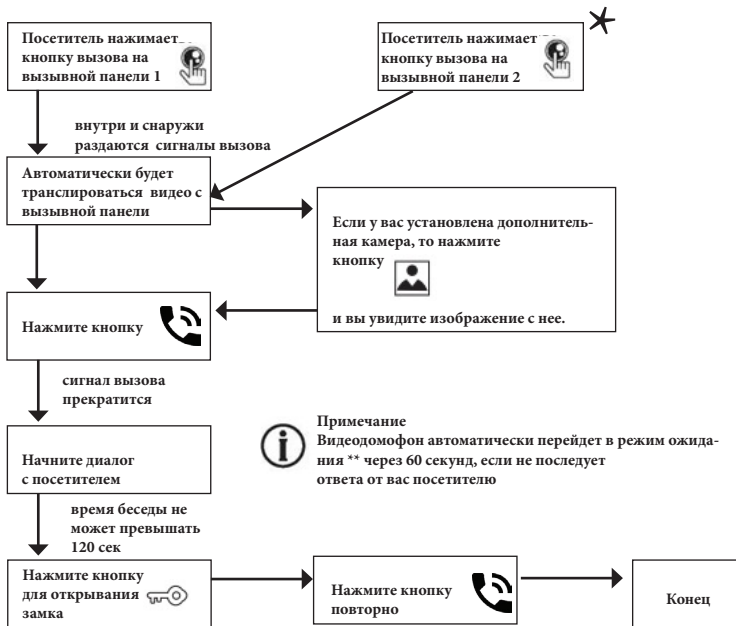 Посетитель нажимает
кнопку вызова на
вызывной панели 1
Посетитель нажимает
кнопку вызова на
вызывной панели 2
внутри и снаружи
раздаются сигналы вызова
Автоматически будет
транслироваться видео с
вызывной панели
Если у вас установлена дополнитель-
ная камера, то нажмите
кнопку
и вы увидите изображение с нее.
Нажмите кнопку
сигнал вызова
прекратится
Примечание
Видеодомофон автоматически перейдет в режим ожида-
ния ** через 60 секунд, если не последует
ответа от вас посетителю
Начните диалог
с посетителем
время беседы не
может превышать
120 сек
Нажмите кнопку
для открывания
замка
Нажмите кнопку
повторно
Конец